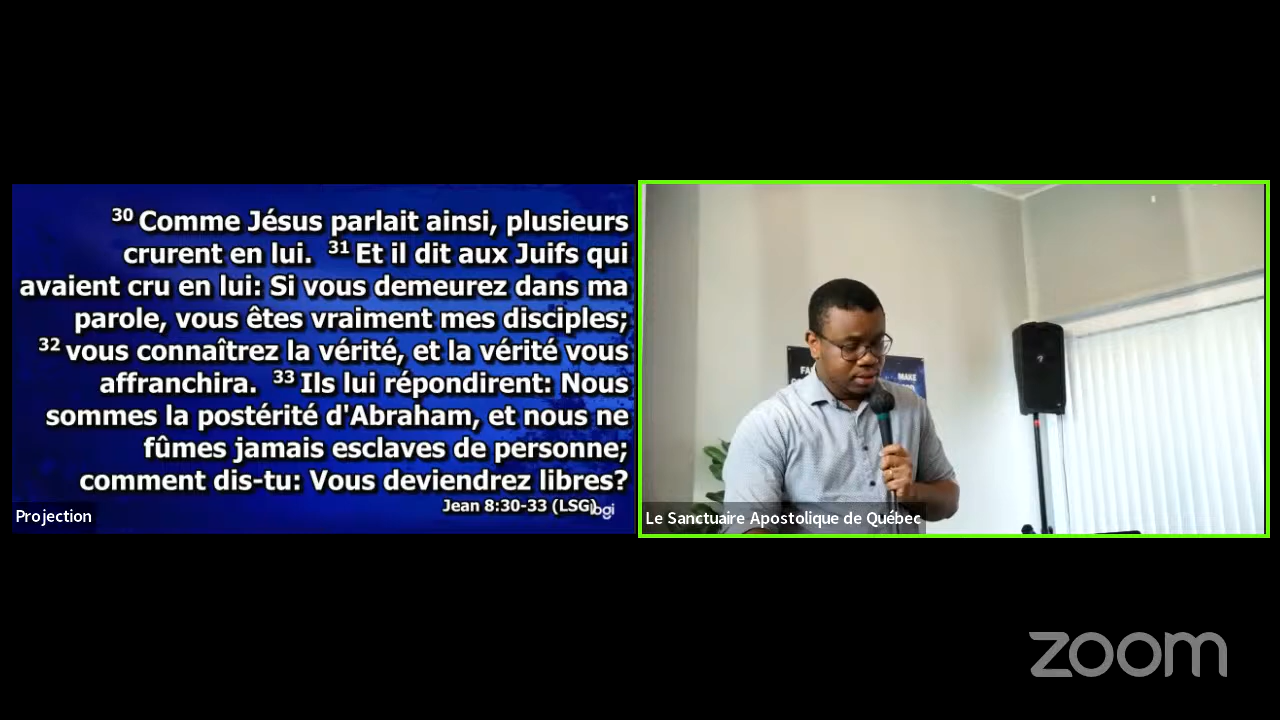 30 Comme Jésus parlait ainsi, plusieurs
crurent en lui. 31 Et il dit aux Juifs qui
avaient cru en lui: Si vous demeurez dans ma
parole, vous êtes vraiment mes disciples;
32 vous connaîtrez la vérité, et la vérité vous
affranchira. 33 Ils lui répondirent: Nous
sommes la postérité d'Abraham, et nous ne
fûmes jamais esclaves de personne;
comment dis-tu: Vous deviendrez libres?
Jean 8:30-33 (LSG)
Projection
MAKE
Le Sanctuaire Apostolique de Québec
zoom